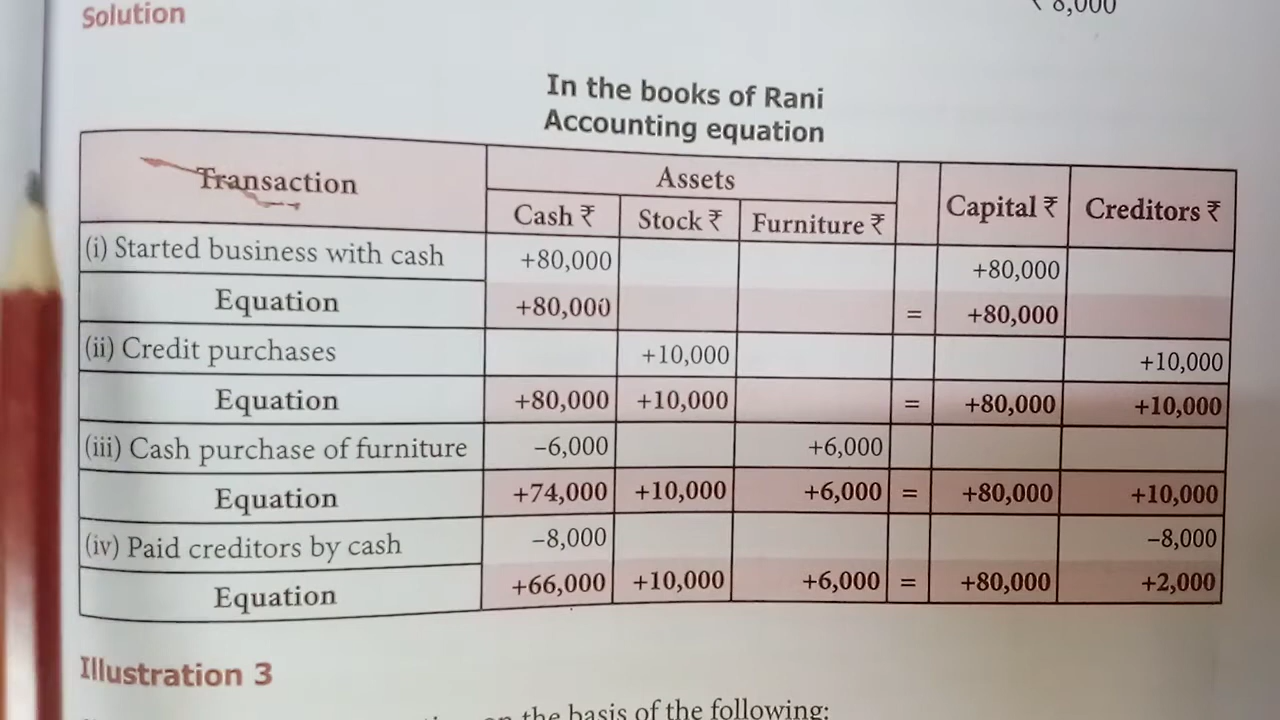 Solution
₹ 8,000
In the books of Rani
Accounting equation
Transaction Assets Capital ₹ Creditors ₹
Cash ₹ Stock ₹ Furniture ₹
(i) Started business with cash +80,000 +80,000
Equation +80,000 = +80,000
(ii) Credit purchases +10,000 +10,000
Equation +80,000 +10,000 = +80,000 +10,000
(iii) Cash purchase of furniture –6,000 +6,000
Equation +74,000 +10,000 +6,000 = +80,000 +10,000
(iv) Paid creditors by cash –8,000 –8,000
Equation +66,000 +10,000 +6,000 = +80,000 +2,000
Illustration 3
on the basis of the following: